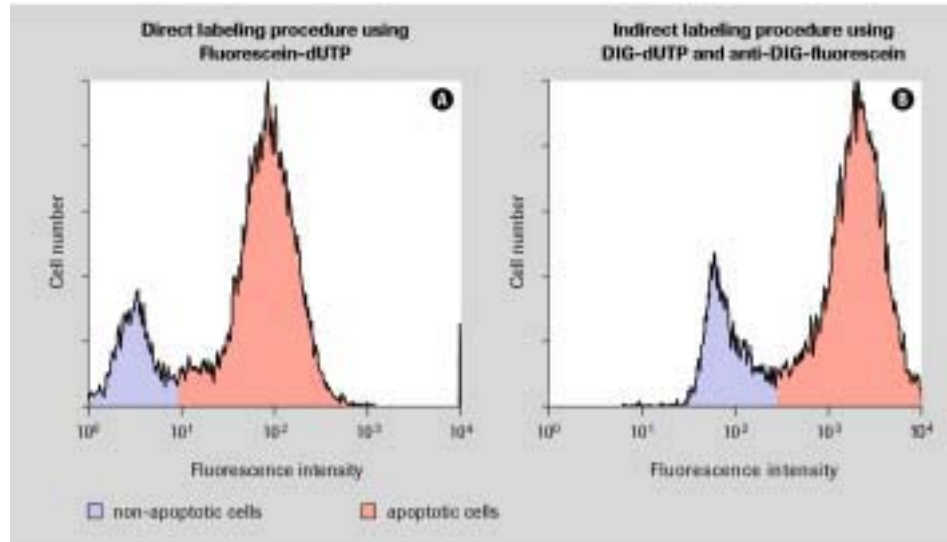 Direct labeling procedure using
Fluorescein-dUTP
A
Cell number
10⁰ 10¹ 10² 10³ 10⁴
Fluorescence intensity
Indirect labeling procedure using
DIG-dUTP and anti-DIG-fluorescein
B
Cell number
10⁰ 10¹ 10² 10³ 10⁴
Fluorescence intensity
non-apoptotic cells
apoptotic cells